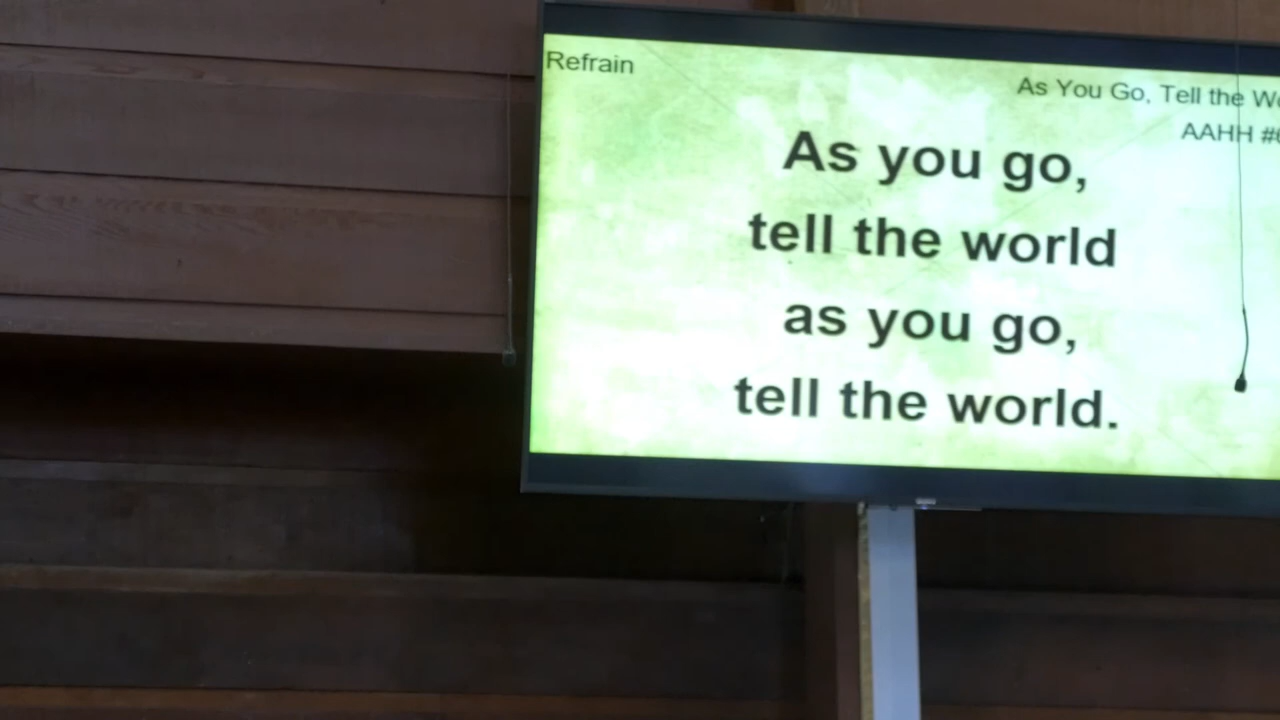 Refrain
As You Go, Tell the
AAHH
As you go,
tell the world
as you go,
tell the world.